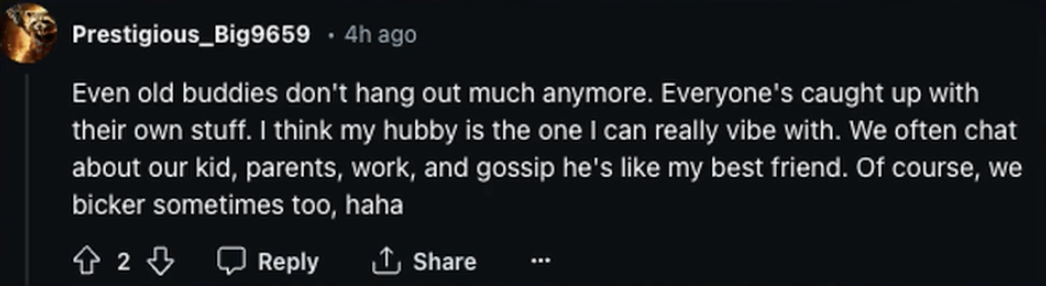 Prestigious_Big9659 • 4h ago
Even old buddies don't hang out much anymore. Everyone's caught up with
their own stuff. I think my hubby is the one I can really vibe with. We often chat
about our kid, parents, work, and gossip he's like my best friend. Of course, we
bicker sometimes too, haha
2 Reply Share ...